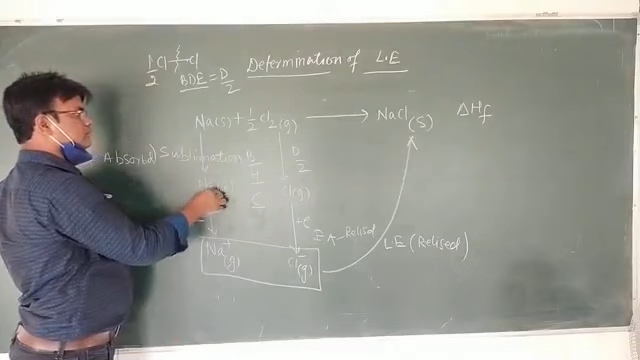 1/2 Cl Cl Determination of L.E
BDE = D/2
Na(s) + 1/2 Cl2(g) → NaCl(s) ΔHf
Absorbed) Sublimation D/2
Cl(g)
+e
EA Relised LE (Relised)
Na+(g) Cl-(g)